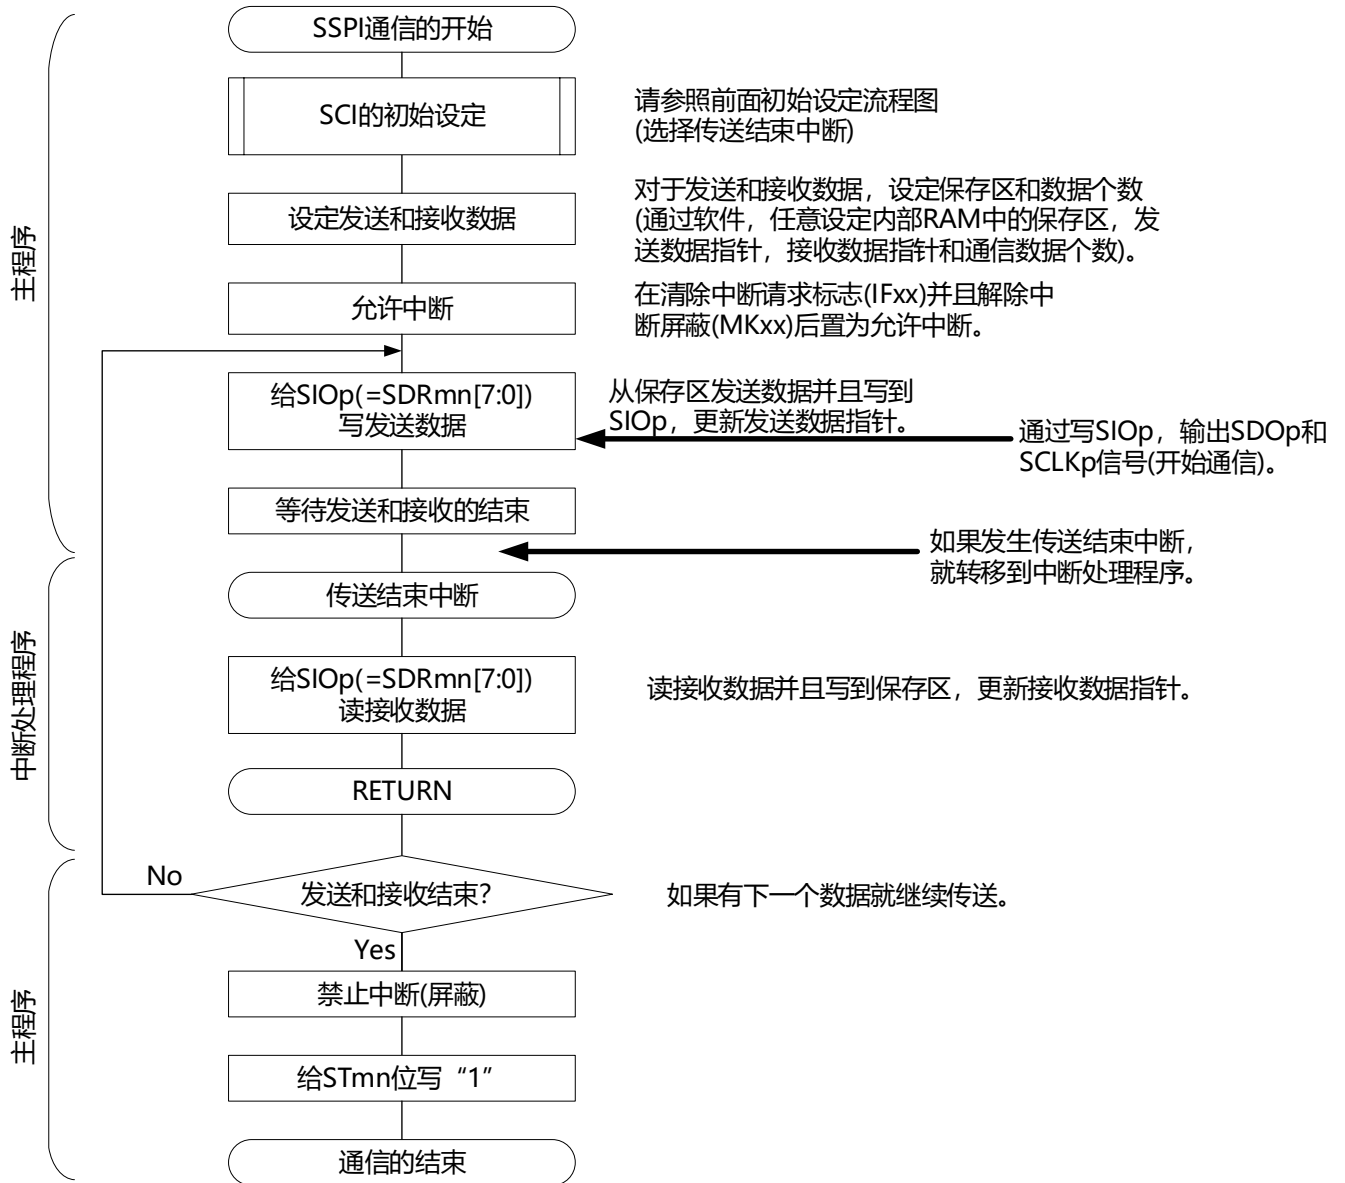 SSPI通信的开始
SCI的初始设定
请参照前面初始设定流程图
(选择传送结束中断)
设定发送和接收数据
对于发送和接收数据，设定保存区和数据个数
(通过软件，任意设定内部RAM中的保存区，发
送数据指针，接收数据指针和通信数据个数)。
主程序
允许中断
在清除中断请求标志(IFxx)并且解除中
断屏蔽(MKxx)后置为允许中断。
给SIOp(=SDRmn[7:0])
写发送数据
从保存区发送数据并且写到
SIOp，更新发送数据指针。
通过写SIOp，输出SDOp和
SCLKp信号(开始通信)。
等待发送和接收的结束
如果发生传送结束中断，
就转移到中断处理程序。
传送结束中断
中断处理程序
给SIOp(=SDRmn[7:0])
读接收数据
读接收数据并且写到保存区，更新接收数据指针。
RETURN
No
发送和接收结束？
如果有下一个数据就继续传送。
Yes
禁止中断(屏蔽)
主程序
给STmn位写“1”
通信的结束